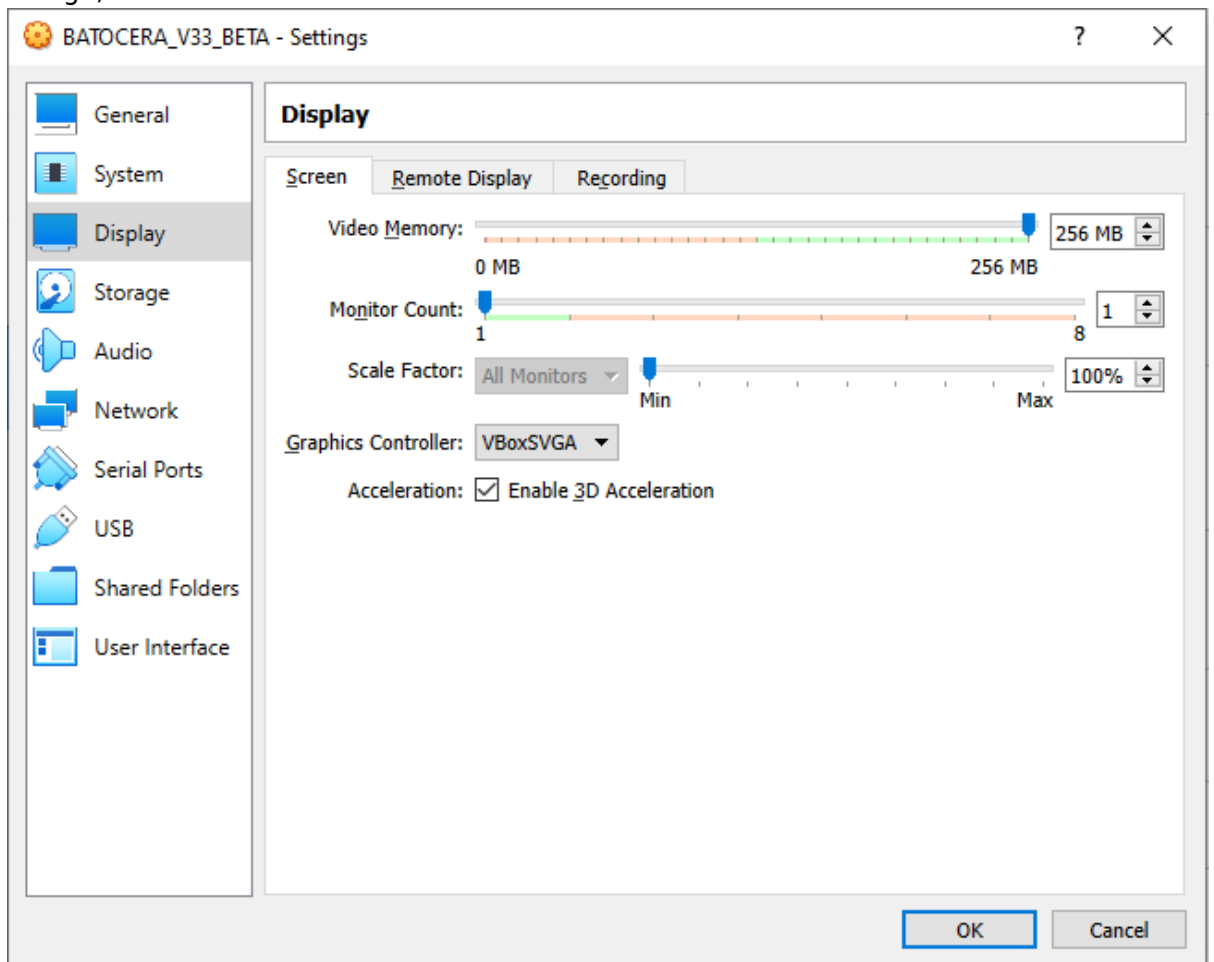 BATOCERA_V33_BETA - Settings
?
General
System
Display
Storage
Audio
Network
Serial Ports
USB
Shared Folders
User Interface
Display
Screen Remote Display Recording
Video Memory: 256 MB
0 MB 256 MB
Monitor Count: 1
1 8
Scale Factor: All Monitors 100%
Min Max
Graphics Controller: VBoxSVGA
Acceleration: Enable 3D Acceleration
OK Cancel